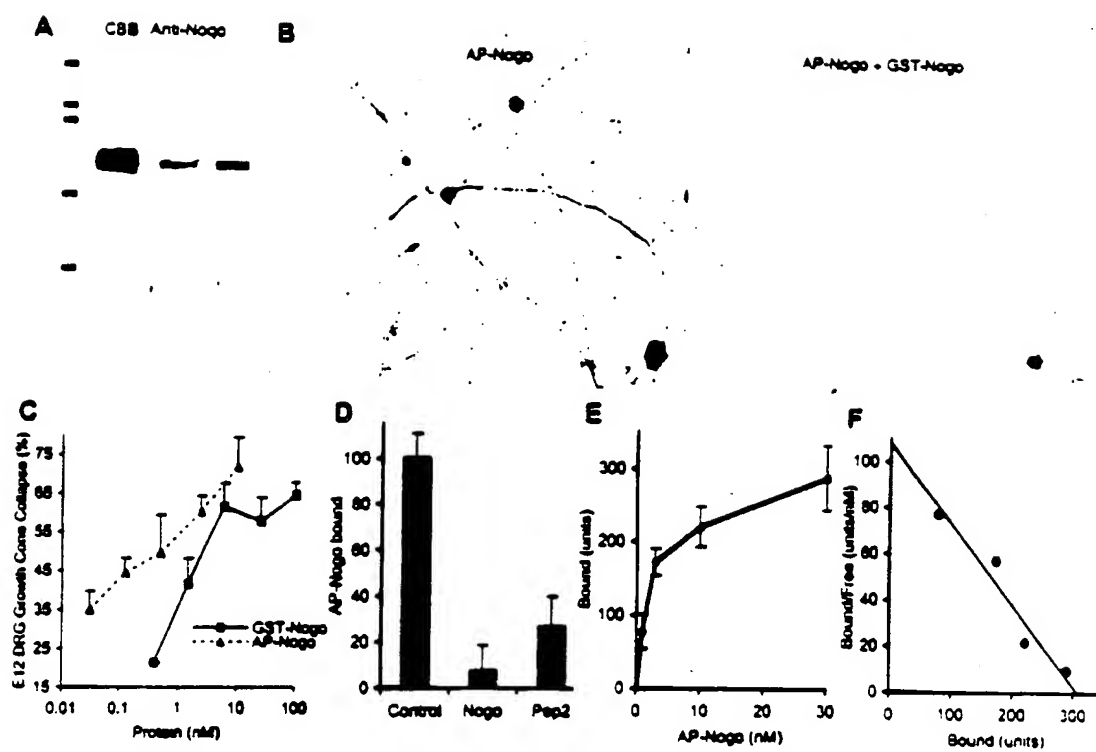 A
CBB Anti-Nogo
B
AP-Nogo
AP-Nogo + GST-Nogo
C
E12 DRG Growth Cone Collapse (%)
75
65
55
45
35
25
15
0.01 0.1 1 10 100
Protein (nM)
GST-Nogo
AP-Nogo
D
AP-Nogo bound
100
80
60
40
20
0
Control Nogo Pep2
E
Bound (units)
300
200
100
0
0 10 20 30
AP-Nogo (nM)
F
Bound/Free (units/nM)
100
80
60
40
20
0
0 100 200 300
Bound (units)